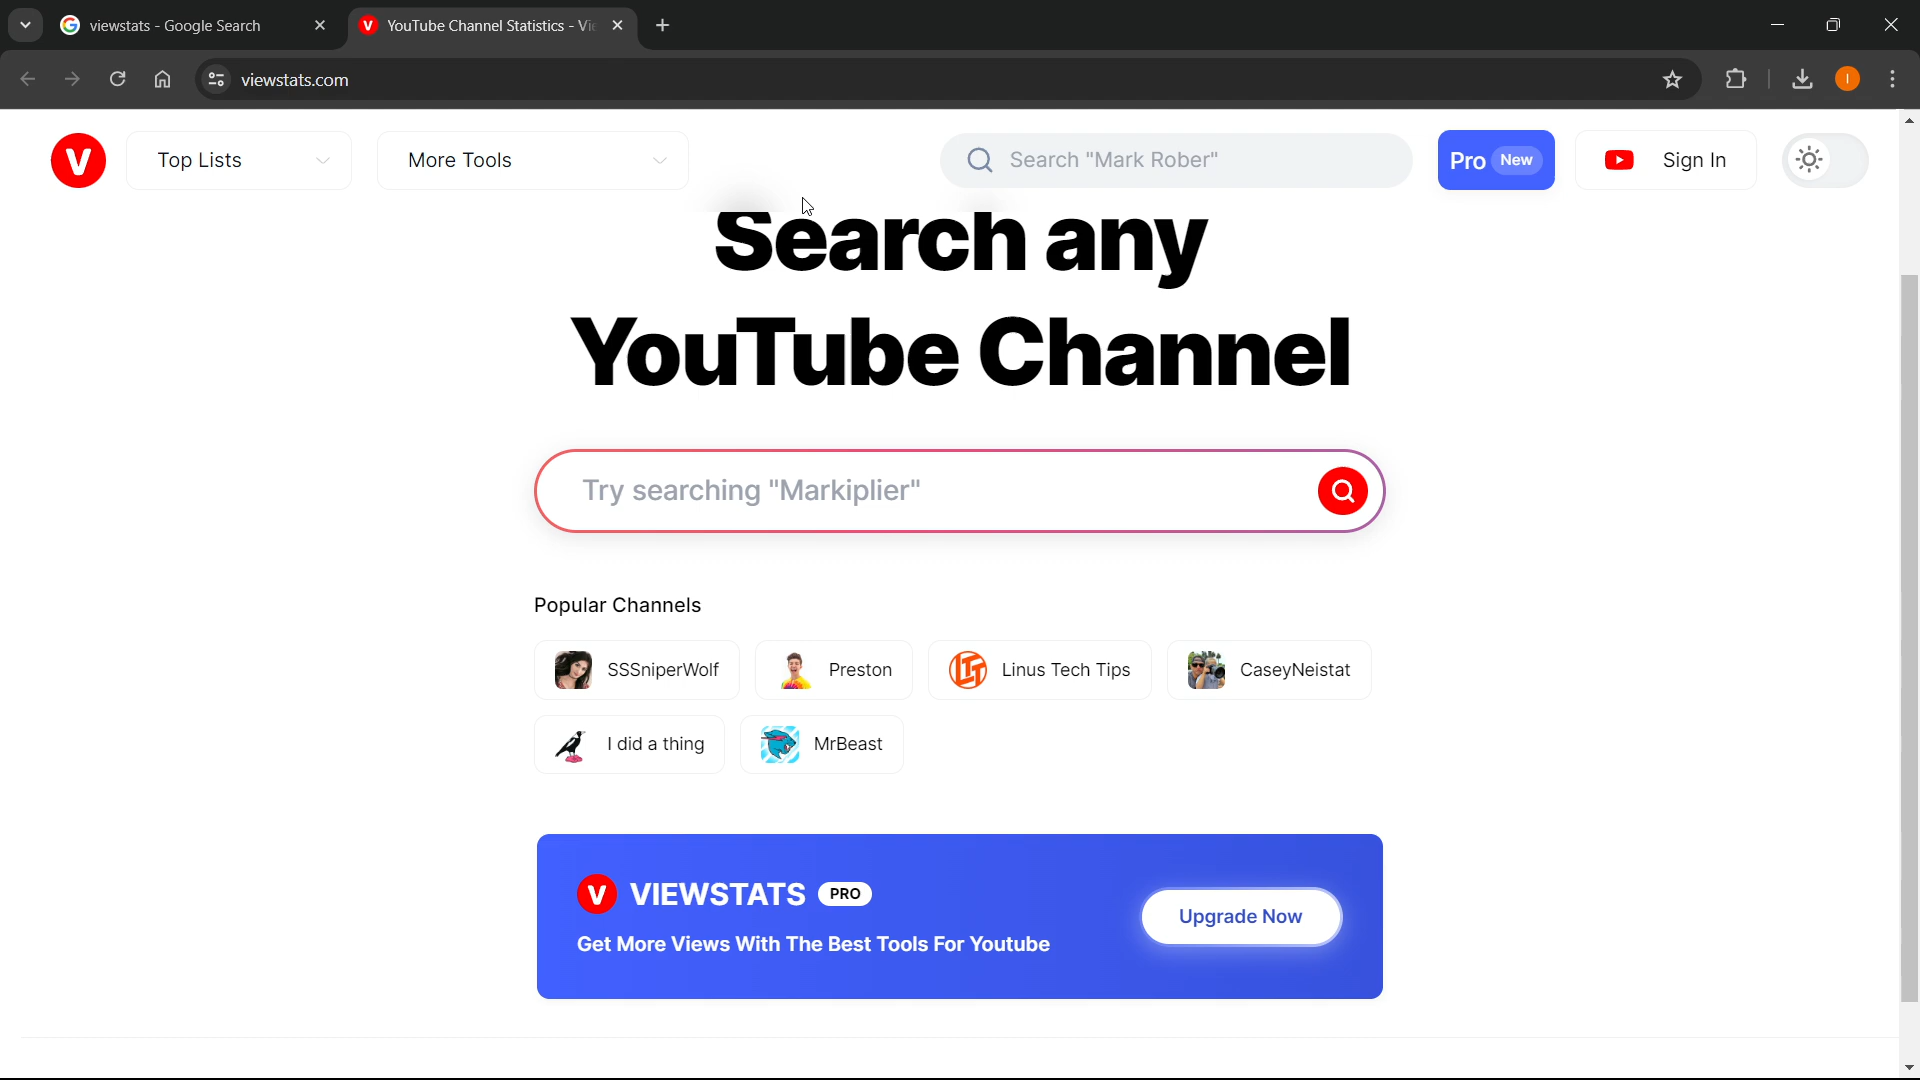 viewstats - Google Search
YouTube Channel Statistics - Vi
I
viewstats.com
V
Top Lists
More Tools
Search "Mark Rober"
Pro New
Sign In
Search any
YouTube Channel
Try searching "Markiplier"
Popular Channels
SSSniperWolf
Preston
Linus Tech Tips
CaseyNeistat
I did a thing
MrBeast
V VIEWSTATS PRO
Get More Views With The Best Tools For Youtube
Upgrade Now